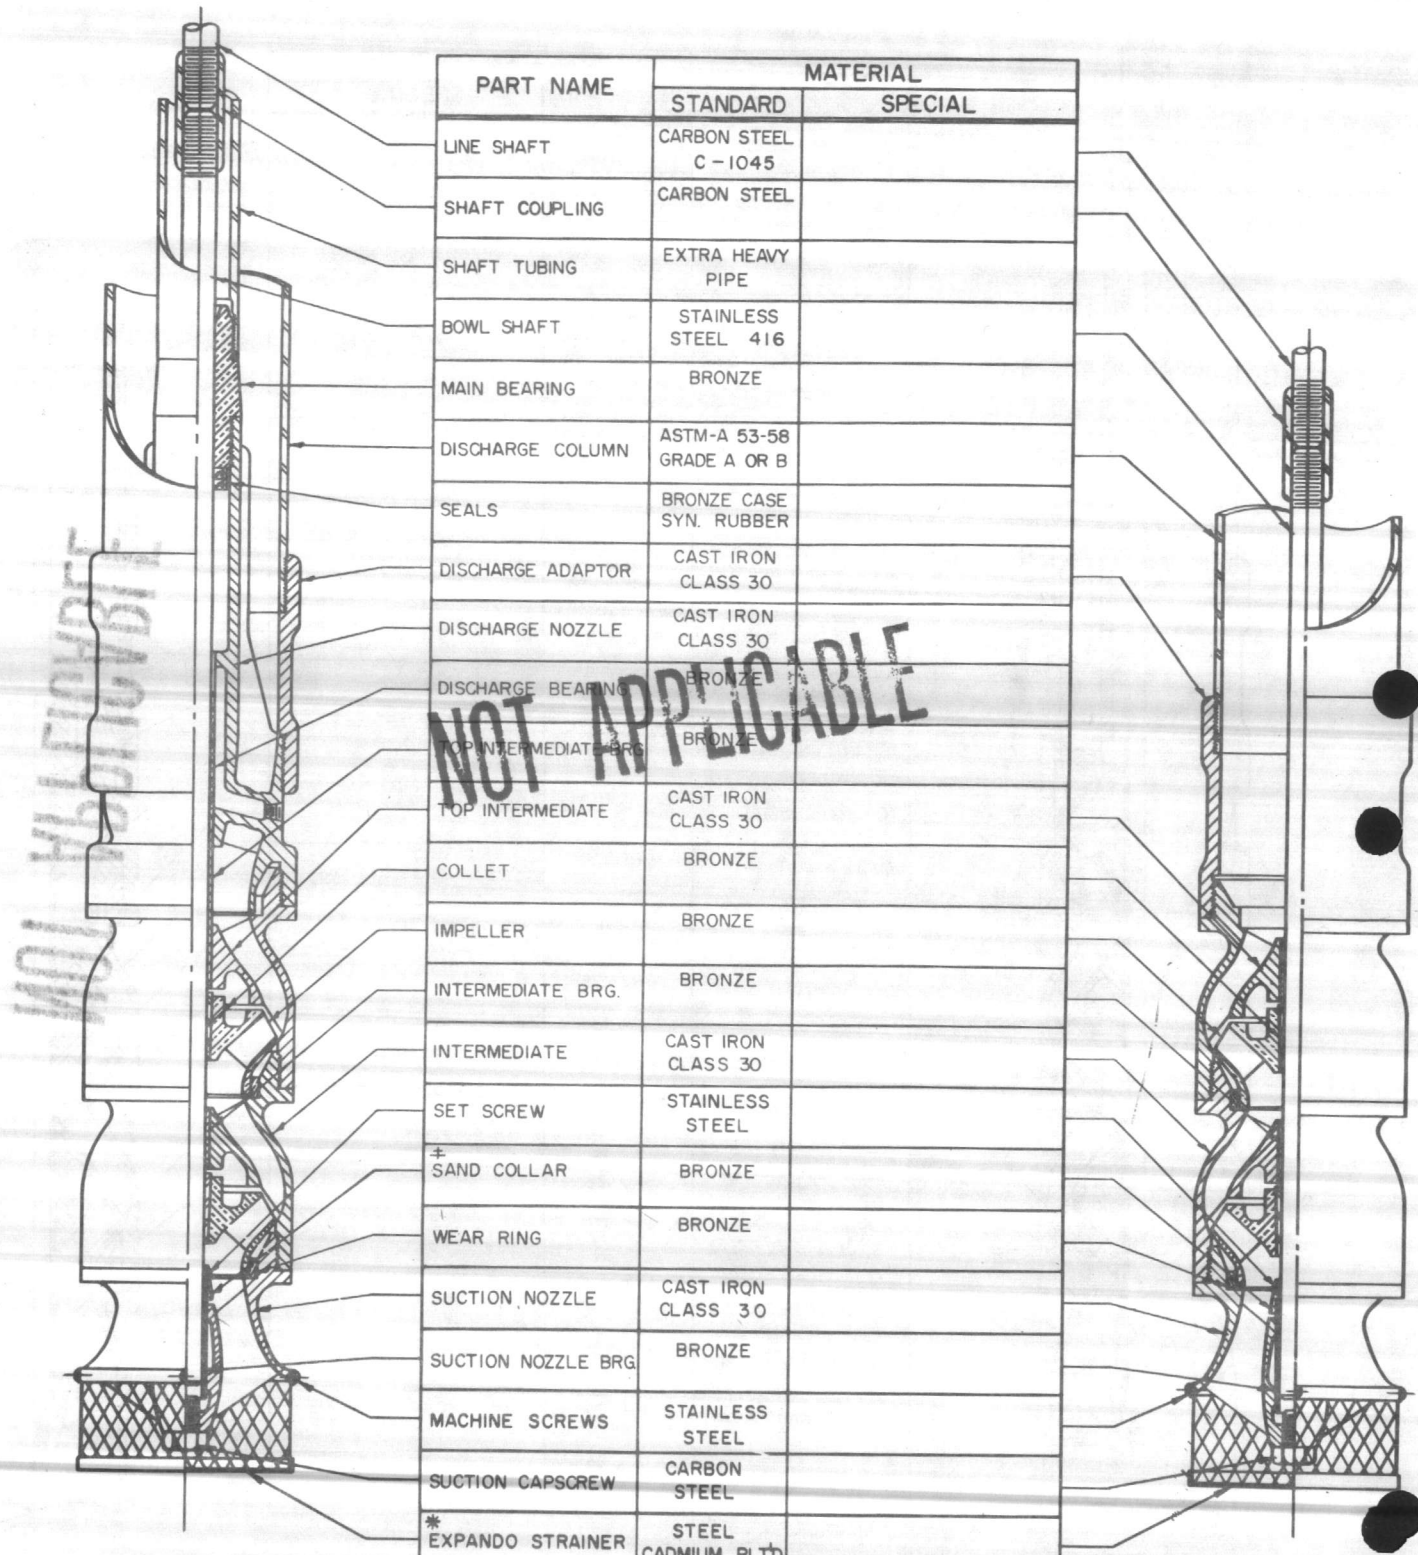 PART NAME
MATERIAL
STANDARD
SPECIAL
LINE SHAFT
CARBON STEEL
C-1045
SHAFT COUPLING
CARBON STEEL
SHAFT TUBING
EXTRA HEAVY
PIPE
BOWL SHAFT
STAINLESS
STEEL 416
MAIN BEARING
BRONZE
DISCHARGE COLUMN
ASTM-A 53-58
GRADE A OR B
SEALS
BRONZE CASE
SYN. RUBBER
DISCHARGE ADAPTOR
CAST IRON
CLASS 30
DISCHARGE NOZZLE
CAST IRON
CLASS 30
DISCHARGE BEARING
BRONZE
NOT APPLICABLE
TOP INTERMEDIATE BRG
BRONZE
TOP INTERMEDIATE
CAST IRON
CLASS 30
COLLET
BRONZE
IMPELLER
BRONZE
INTERMEDIATE BRG.
BRONZE
INTERMEDIATE
CAST IRON
CLASS 30
SET SCREW
STAINLESS
STEEL
‡
SAND COLLAR
BRONZE
WEAR RING
BRONZE
SUCTION NOZZLE
CAST IRON
CLASS 30
SUCTION NOZZLE BRG
BRONZE
MACHINE SCREWS
STAINLESS
STEEL
SUCTION CAPSCREW
CARBON
STEEL
*
EXPANDO STRAINER
STEEL
CADMIUM PLT'D